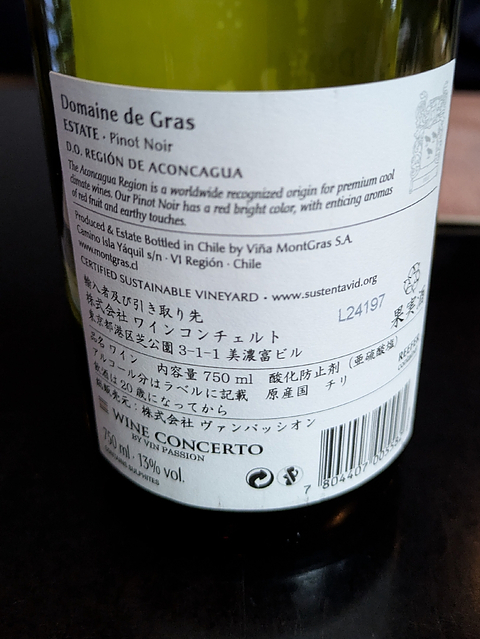 Domaine de Gras
ESTATE · Pinot Noir
D.O. REGIÓN DE ACONCAGUA
The Aconcagua Region is a worldwide recognized origin for premium cool
climate wines. Our Pinot Noir has a red bright color, with enticing aromas
of red fruit and earthy touches.
Produced & Estate Bottled in Chile by Viña MontGras S.A.
Camino Isla Yáquil s/n · VI Región · Chile
www.montgras.cl
CERTIFIED SUSTAINABLE VINEYARD · www.sustentavid.org
L24197
輸入者及び引き取り先
株式会社 ワインコンチェルト
果実酒
東京都港区芝公園 3-1-1 美濃富ビル
品名 ワイン 内容量 750 ml 酸化防止剤 (亜硫酸塩)
アルコール分はラベルに記載 原産国 チリ
飲酒は20歳になってから
総販売元：株式会社 ヴァンパッシオン
WINE CONCERTO
BY VIN PASSION
750 ml · 13% vol.
CONTAINS SULPHITES
7 804407 00